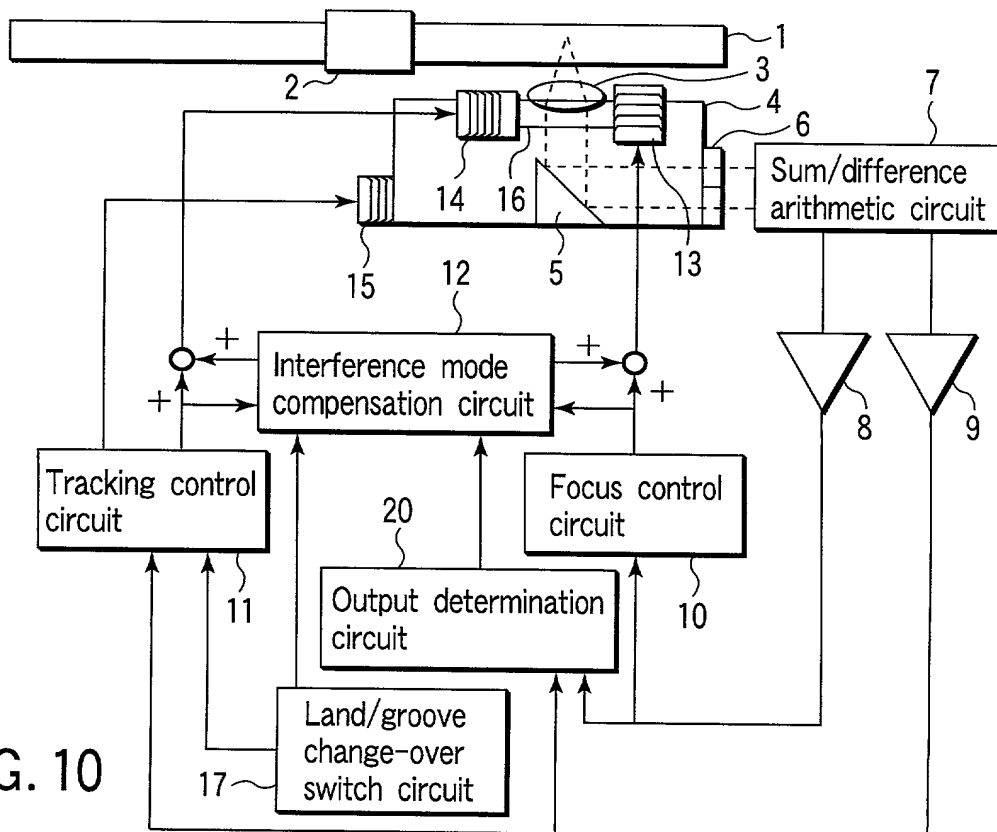 1
2
3
4
6
7
Sum/difference
arithmetic circuit
14
16
15
5
13
12
Interference mode
compensation circuit
+
+
+
+
8
9
Tracking control
circuit
Focus control
circuit
20
11
Output determination
circuit
10
Land/groove
change-over
switch circuit
17
G. 10